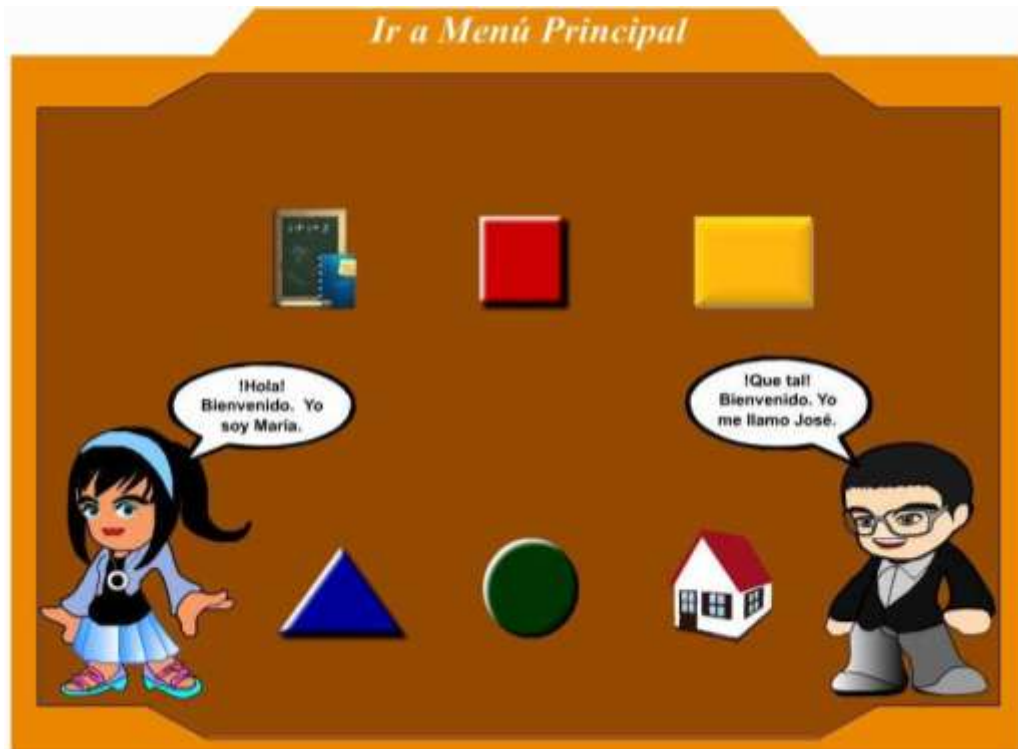 Ir a Menú Principal
!Hola!
Bienvenido. Yo
soy María.
!Que tal!
Bienvenido. Yo
me llamo José.